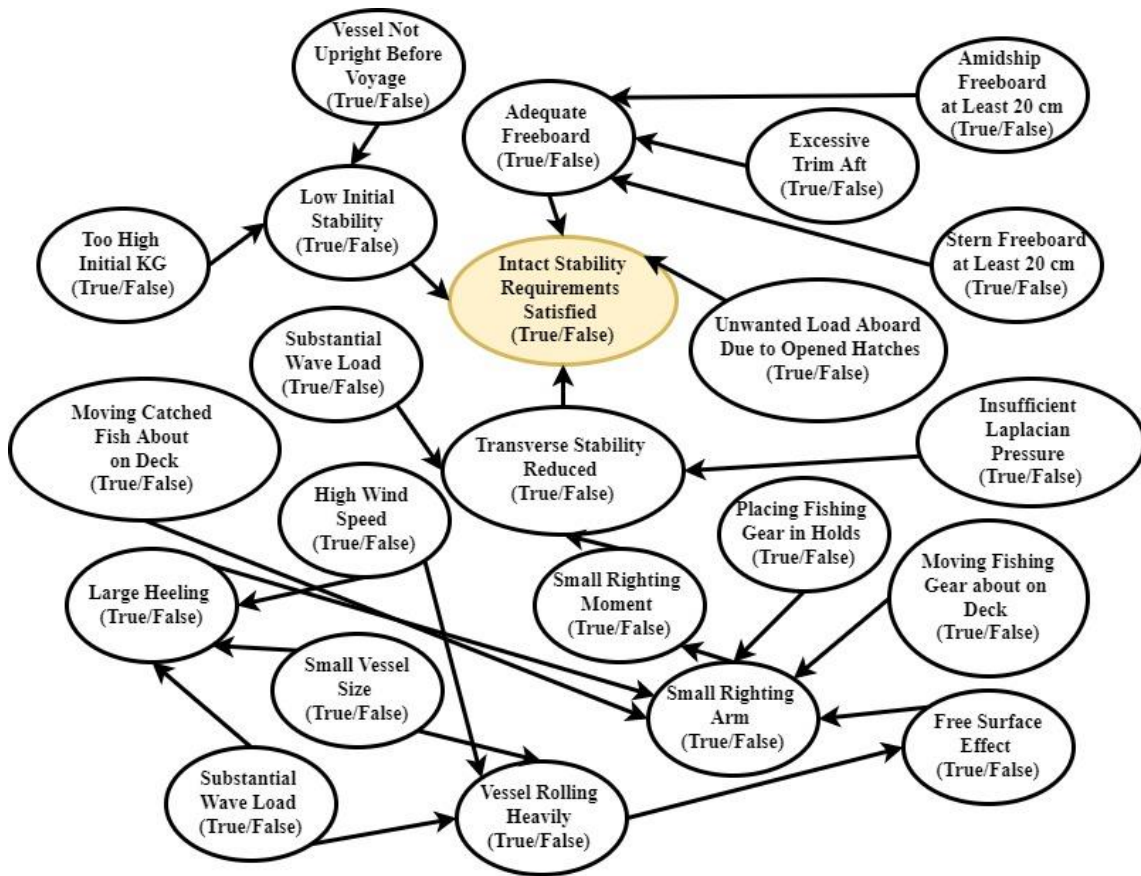 Vessel Not
Upright Before
Voyage
(True/False)
Amidship
Freeboard
at Least 20 cm
(True/False)
Adequate
Freeboard
(True/False)
Excessive
Trim Aft
(True/False)
Low Initial
Stability
(True/False)
Too High
Initial KG
(True/False)
Stern Freeboard
at Least 20 cm
(True/False)
Intact Stability
Requirements
Satisfied
(True/False)
Unwanted Load Aboard
Due to Opened Hatches
(True/False)
Substantial
Wave Load
(True/False)
Moving Catched
Fish About
on Deck
(True/False)
Insufficient
Laplacian
Pressure
(True/False)
Transverse Stability
Reduced
(True/False)
High Wind
Speed
(True/False)
Placing Fishing
Gear in Holds
(True/False)
Moving Fishing
Gear about on
Deck
(True/False)
Large Heeling
(True/False)
Small Righting
Moment
(True/False)
Small Vessel
Size
(True/False)
Small Righting
Arm
(True/False)
Free Surface
Effect
(True/False)
Substantial
Wave Load
(True/False)
Vessel Rolling
Heavily
(True/False)